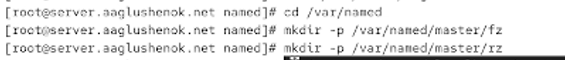 [root@server.aaglushenok.net named]# cd /var/named
[root@server.aaglushenok.net named]# mkdir -p /var/named/master/fz
[root@server.aaglushenok.net named]# mkdir -p /var/named/master/rz